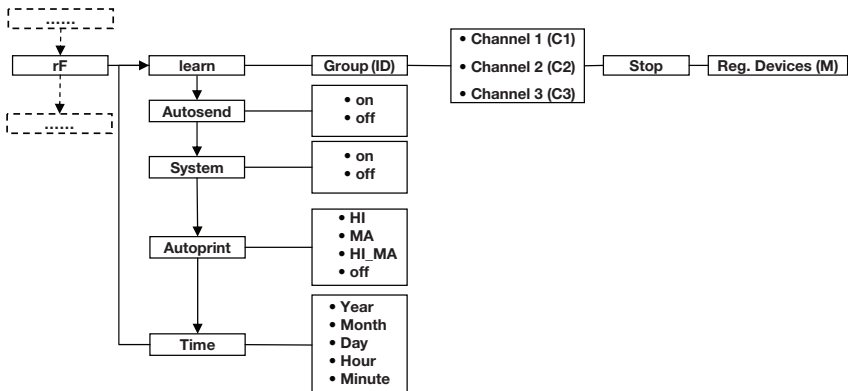 ......
rF
......
learn
Group (ID)
• Channel 1 (C1)
• Channel 2 (C2)
• Channel 3 (C3)
Stop
Reg. Devices (M)
Autosend
• on
• off
System
• on
• off
Autoprint
• HI
• MA
• HI_MA
• off
Time
• Year
• Month
• Day
• Hour
• Minute